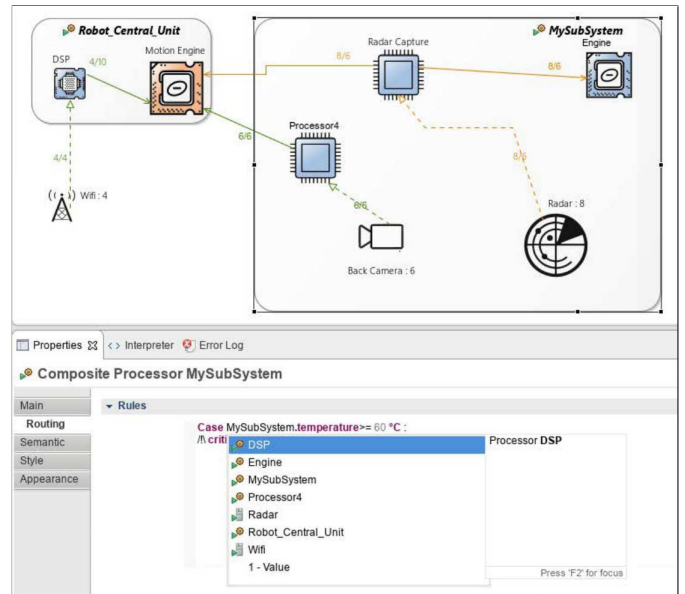 Robot_Central_Unit
MySubSystem
DSP
4/10
Motion Engine
Radar Capture
Engine
8/6
8/6
Processor4
6/6
4/4
8/6
((·)) Wifi : 4
6/6
Radar : 8
Back Camera : 6
Properties
Interpreter
Error Log
Composite Processor MySubSystem
Main
Rules
Routing
Case MySubSystem.temperature>= 60 °C :
Semantic
/!\ criti
DSP
Processor DSP
Style
Engine
Appearance
MySubSystem
Processor4
Radar
Robot_Central_Unit
Wifi
1 - Value
Press 'F2' for focus